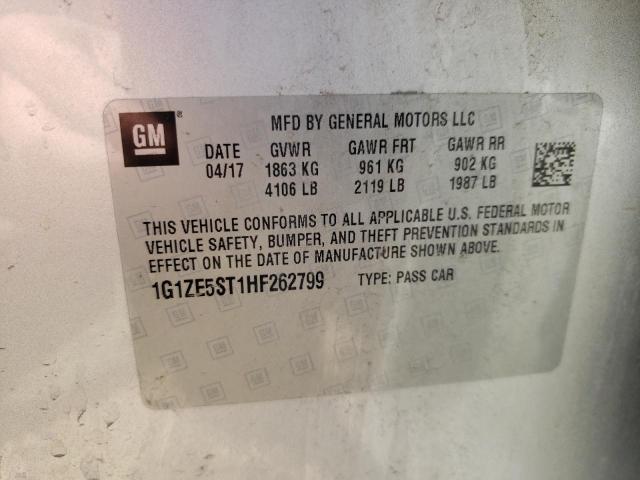 GM ®
MFD BY GENERAL MOTORS LLC
DATE GVWR GAWR FRT GAWR RR
04/17 1863 KG 961 KG 902 KG
4106 LB 2119 LB 1987 LB
THIS VEHICLE CONFORMS TO ALL APPLICABLE U.S. FEDERAL MOTOR
VEHICLE SAFETY, BUMPER, AND THEFT PREVENTION STANDARDS IN
EFFECT ON THE DATE OF MANUFACTURE SHOWN ABOVE.
1G1ZE5ST1HF262799 TYPE: PASS CAR